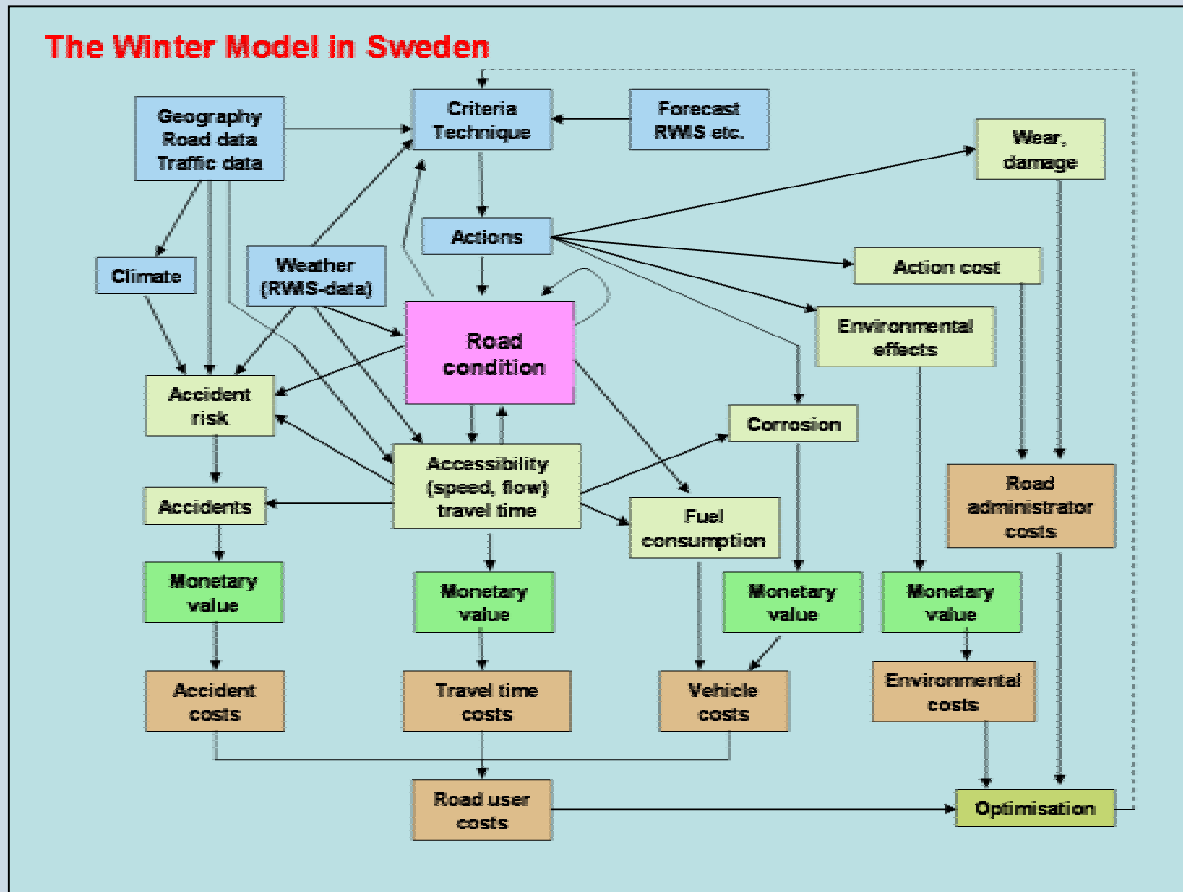 The Winter Model in Sweden
Geography
Road data
Traffic data
Criteria
Technique
Forecast
RWIS etc.
Wear,
damage
Actions
Climate
Weather
(RWIS-data)
Action cost
Road
condition
Environmental
effects
Accident
risk
Corrosion
Accessibility
(speed, flow)
travel time
Accidents
Fuel
consumption
Road
administrator
costs
Monetary
value
Monetary
value
Monetary
value
Monetary
value
Accident
costs
Travel time
costs
Vehicle
costs
Environmental
costs
Road user
costs
Optimisation